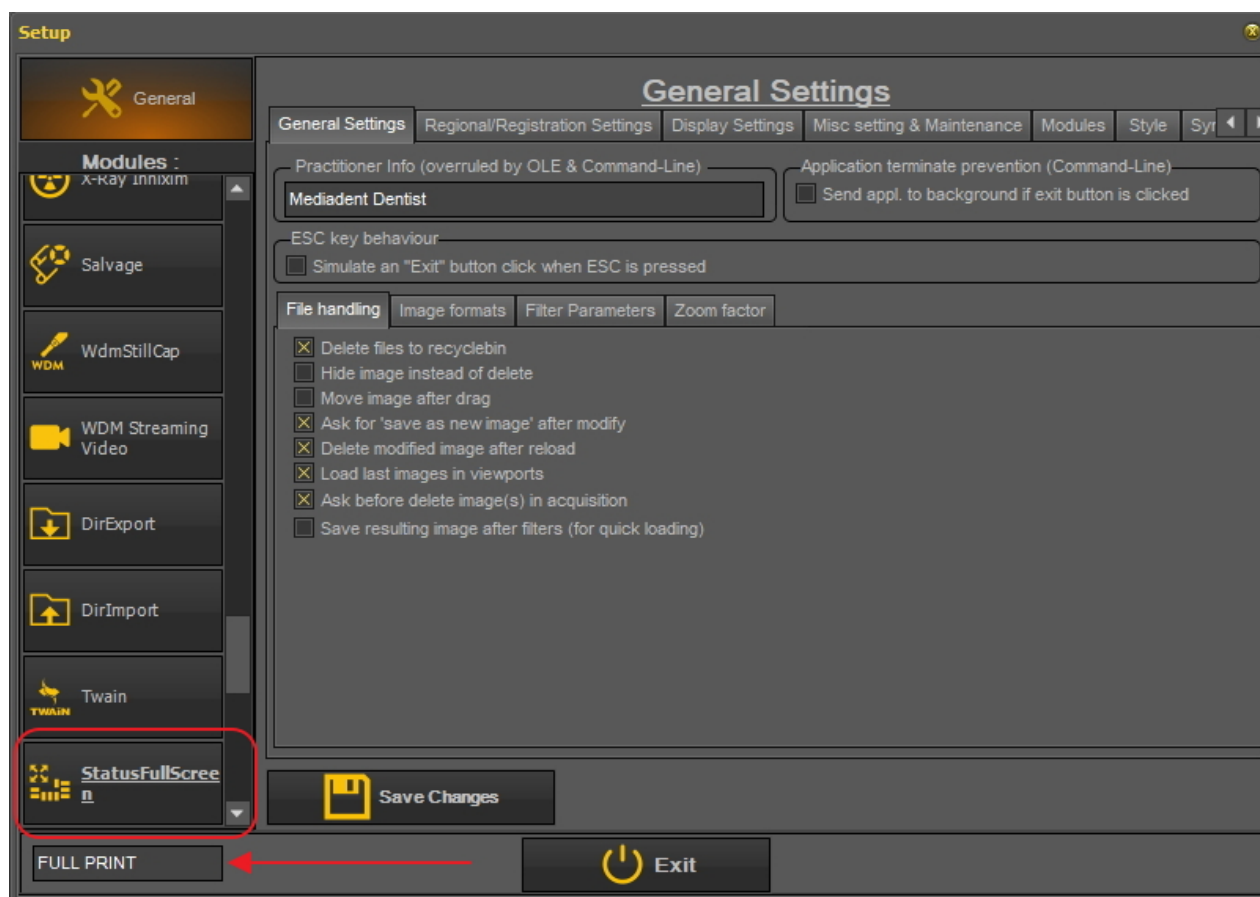 Setup
General
Modules :
X-Ray Innixim
Salvage
WDM
WdmStillCap
WDM Streaming
Video
DirExport
DirImport
TWAIN
Twain
StatusFullScree
n
FULL PRINT
General Settings
General Settings
Regional/Registration Settings
Display Settings
Misc setting & Maintenance
Modules
Style
Practitioner Info (overruled by OLE & Command-Line)
Mediadent Dentist
Application terminate prevention (Command-Line)
Send appl. to background if exit button is clicked
ESC key behaviour
Simulate an "Exit" button click when ESC is pressed
File handling
Image formats
Filter Parameters
Zoom factor
Delete files to recyclebin
Hide image instead of delete
Move image after drag
Ask for 'save as new image' after modify
Delete modified image after reload
Load last images in viewports
Ask before delete image(s) in acquisition
Save resulting image after filters (for quick loading)
Save Changes
Exit